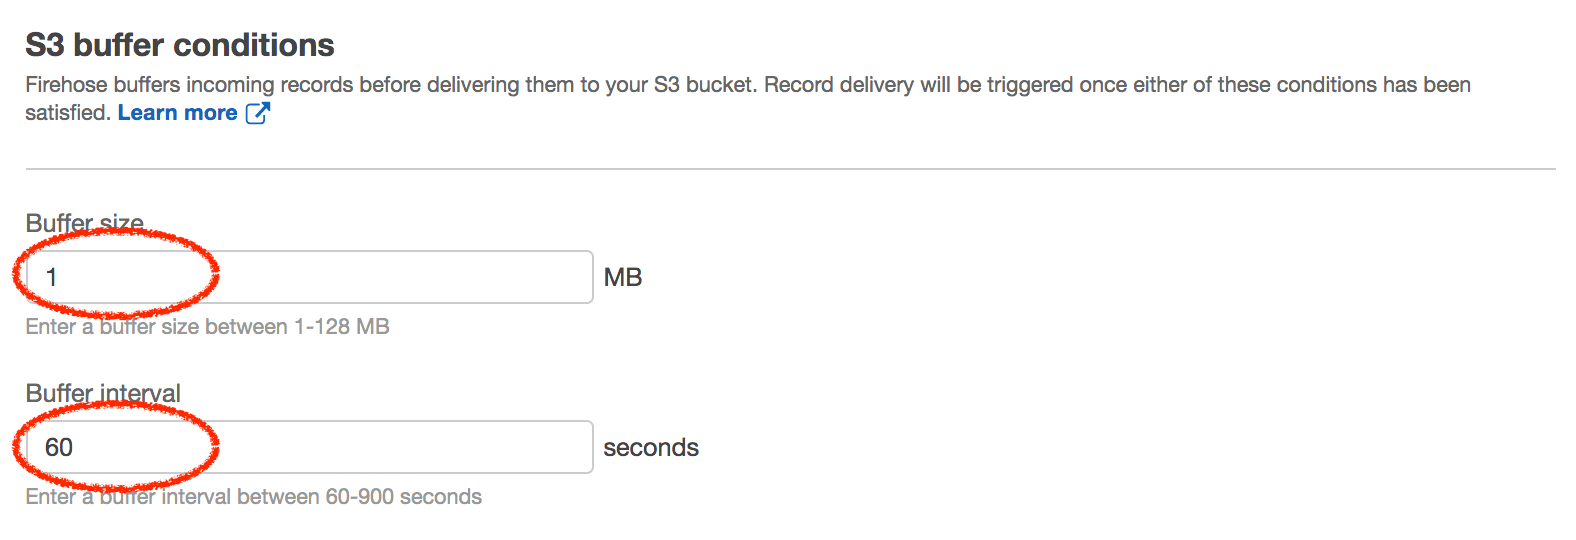 S3 buffer conditions
Firehose buffers incoming records before delivering them to your S3 bucket. Record delivery will be triggered once either of these conditions has been
satisfied. Learn more
Buffer size
1 MB
Enter a buffer size between 1-128 MB
Buffer interval
60 seconds
Enter a buffer interval between 60-900 seconds